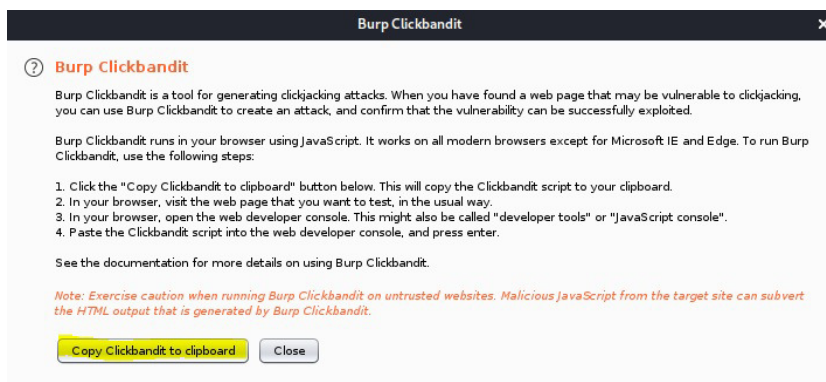 Burp Clickbandit
Burp Clickbandit
Burp Clickbandit is a tool for generating clickjacking attacks. When you have found a web page that may be vulnerable to clickjacking,
you can use Burp Clickbandit to create an attack, and confirm that the vulnerability can be successfully exploited.
Burp Clickbandit runs in your browser using JavaScript. It works on all modern browsers except for Microsoft IE and Edge. To run Burp
Clickbandit, use the following steps:
1. Click the "Copy Clickbandit to clipboard" button below. This will copy the Clickbandit script to your clipboard.
2. In your browser, visit the web page that you want to test, in the usual way.
3. In your browser, open the web developer console. This might also be called "developer tools" or "JavaScript console".
4. Paste the Clickbandit script into the web developer console, and press enter.
See the documentation for more details on using Burp Clickbandit.
Note: Exercise caution when running Burp Clickbandit on untrusted websites. Malicious JavaScript from the target site can subvert
the HTML output that is generated by Burp Clickbandit.
Copy Clickbandit to clipboard Close